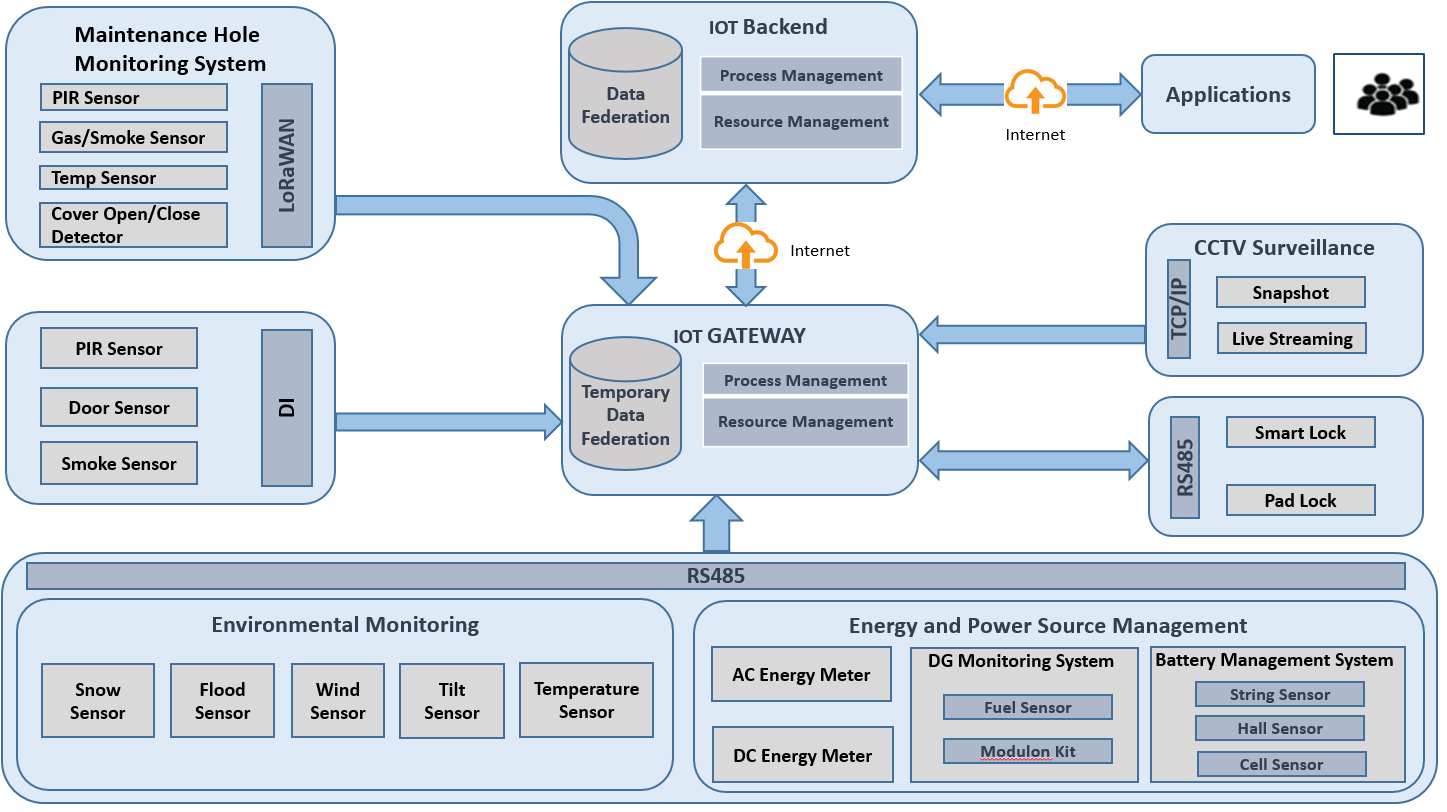 Maintenance Hole
Monitoring System
PIR Sensor
Gas/Smoke Sensor
Temp Sensor
Cover Open/Close
Detector
LoRaWAN
IOT Backend
Data
Federation
Process Management
Resource Management
Internet
Applications
Internet
PIR Sensor
Door Sensor
Smoke Sensor
DI
IOT GATEWAY
Temporary
Data
Federation
Process Management
Resource Management
CCTV Surveillance
TCP/IP
Snapshot
Live Streaming
RS485
Smart Lock
Pad Lock
RS485
Environmental Monitoring
Snow
Sensor
Flood
Sensor
Wind
Sensor
Tilt
Sensor
Temperature
Sensor
Energy and Power Source Management
AC Energy Meter
DC Energy Meter
DG Monitoring System
Fuel Sensor
Modulon Kit
Battery Management System
String Sensor
Hall Sensor
Cell Sensor